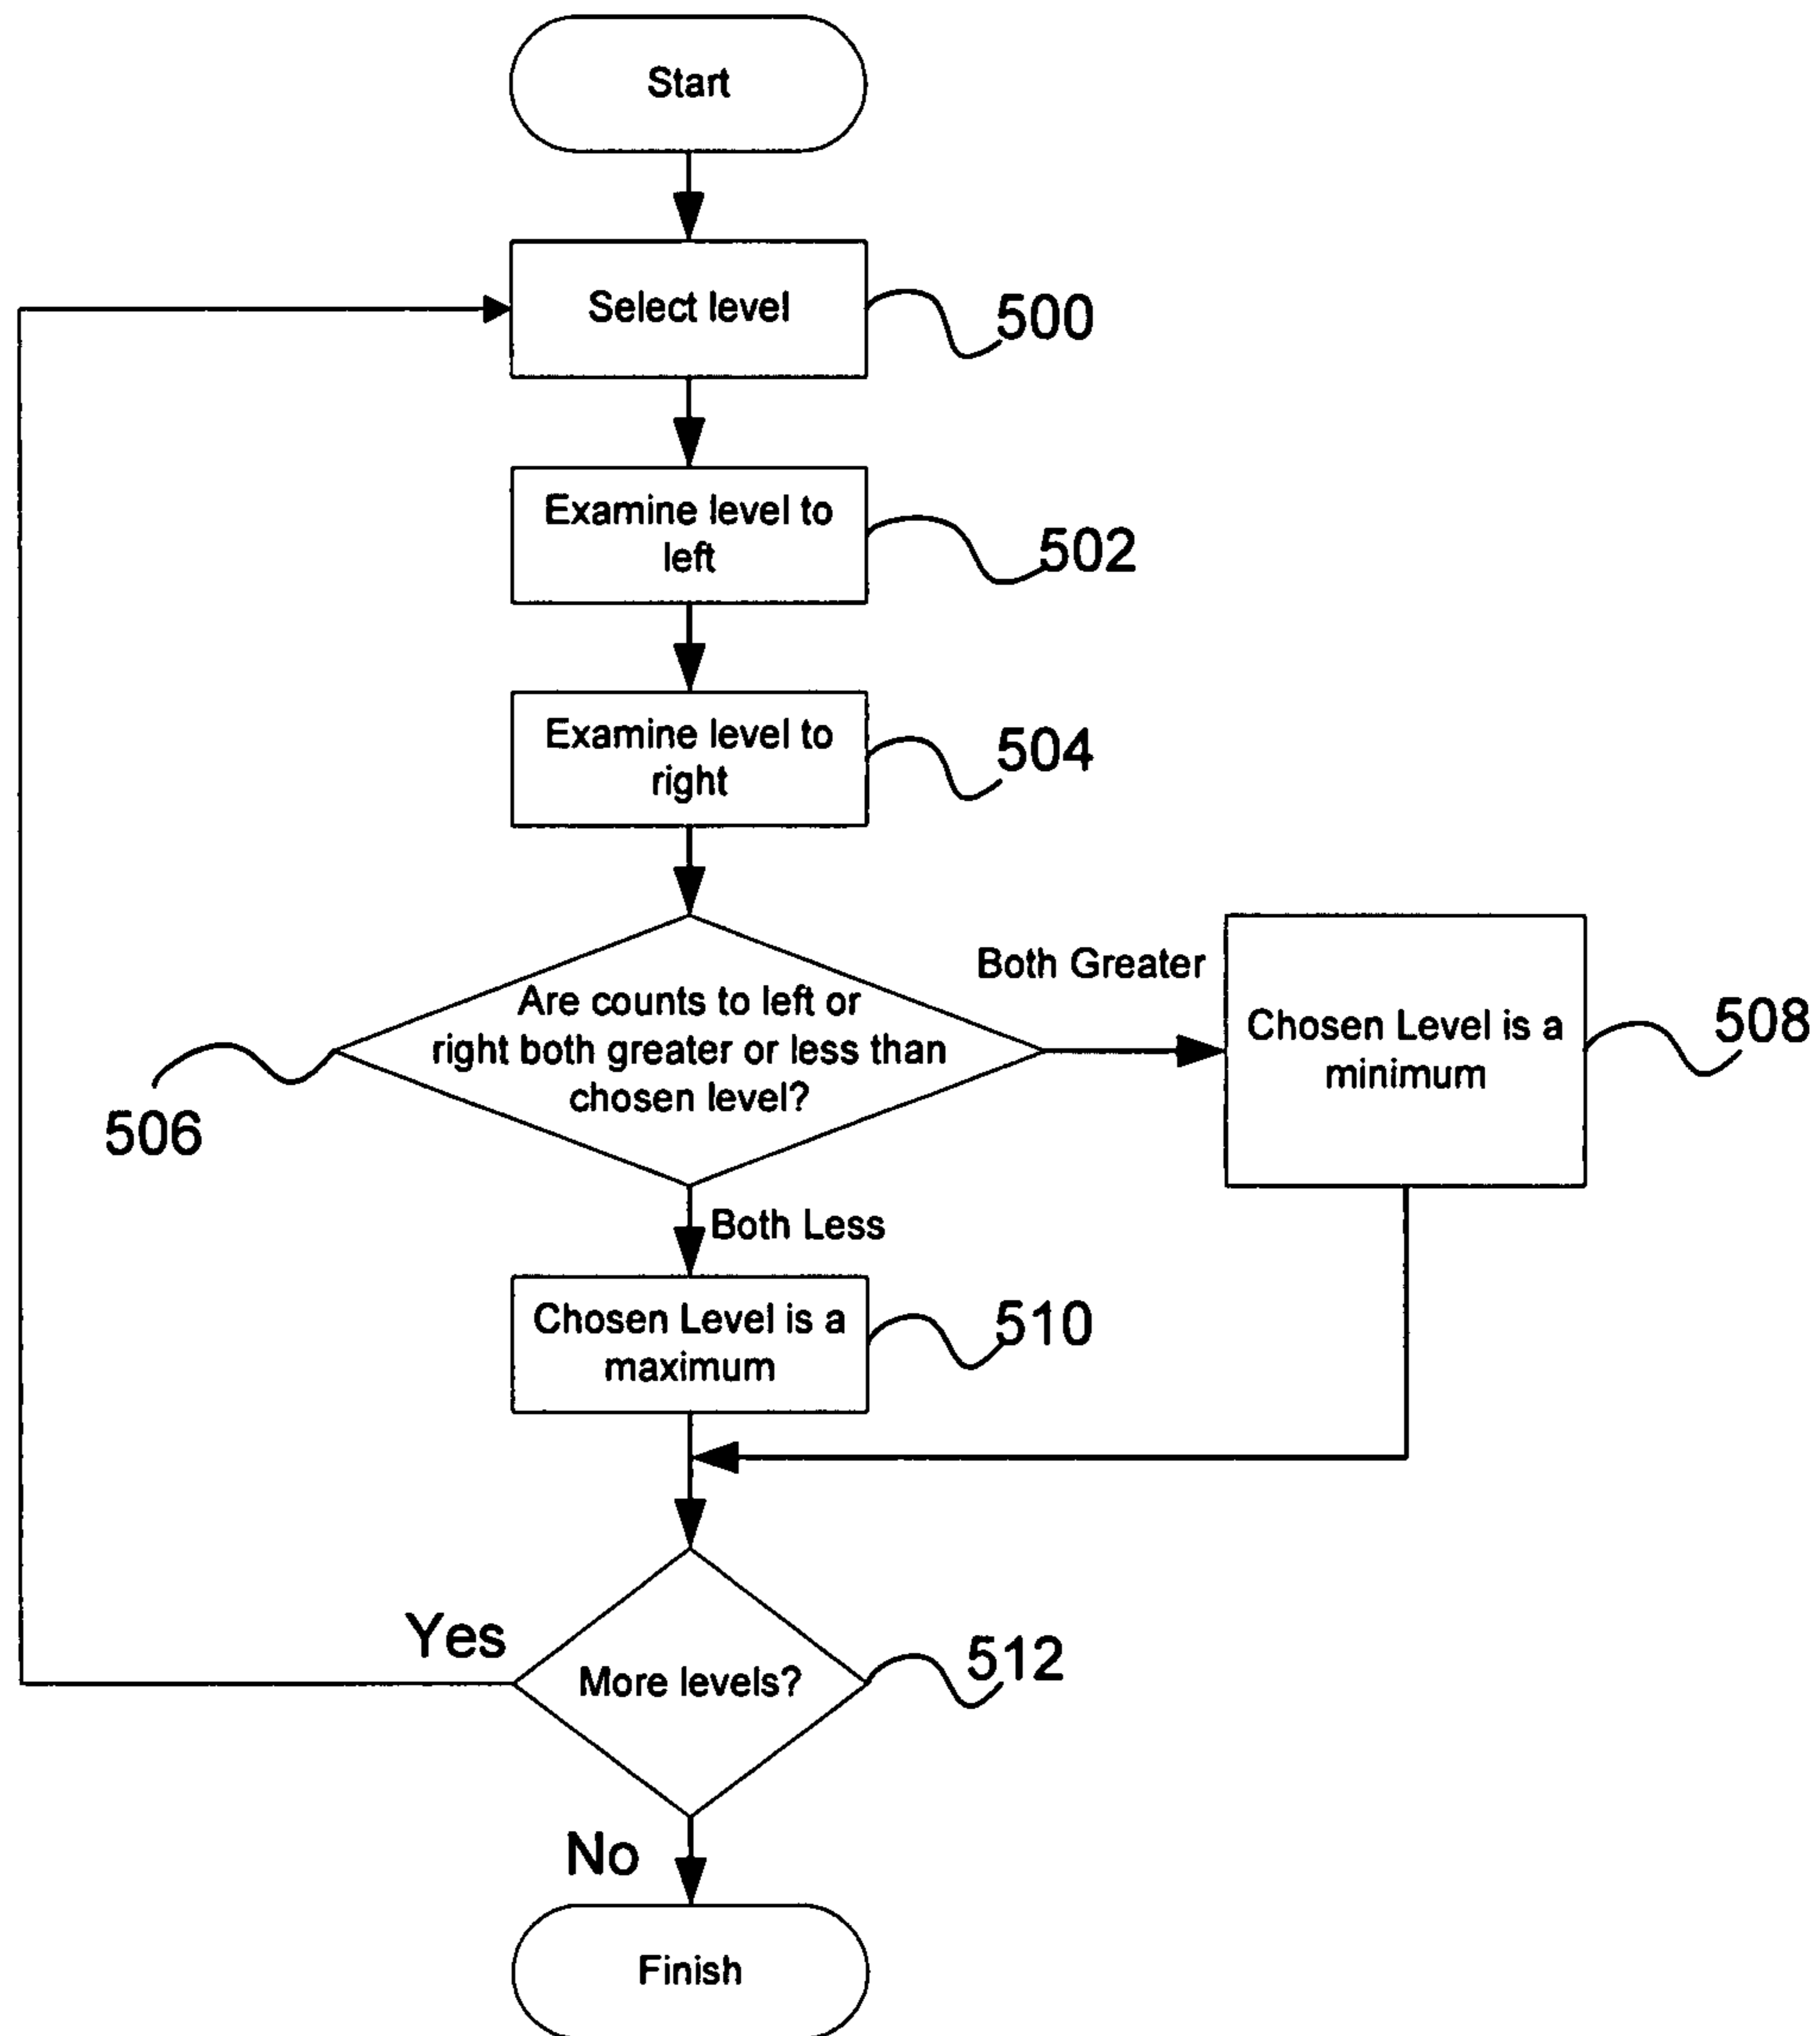 Start
Select level
500
Examine level to
left
502
Examine level to
right
504
Both Greater
Are counts to left or
right both greater or less than
chosen level?
506
Chosen Level is a
minimum
508
Both Less
Chosen Level is a
maximum
510
Yes
More levels?
512
No
Finish